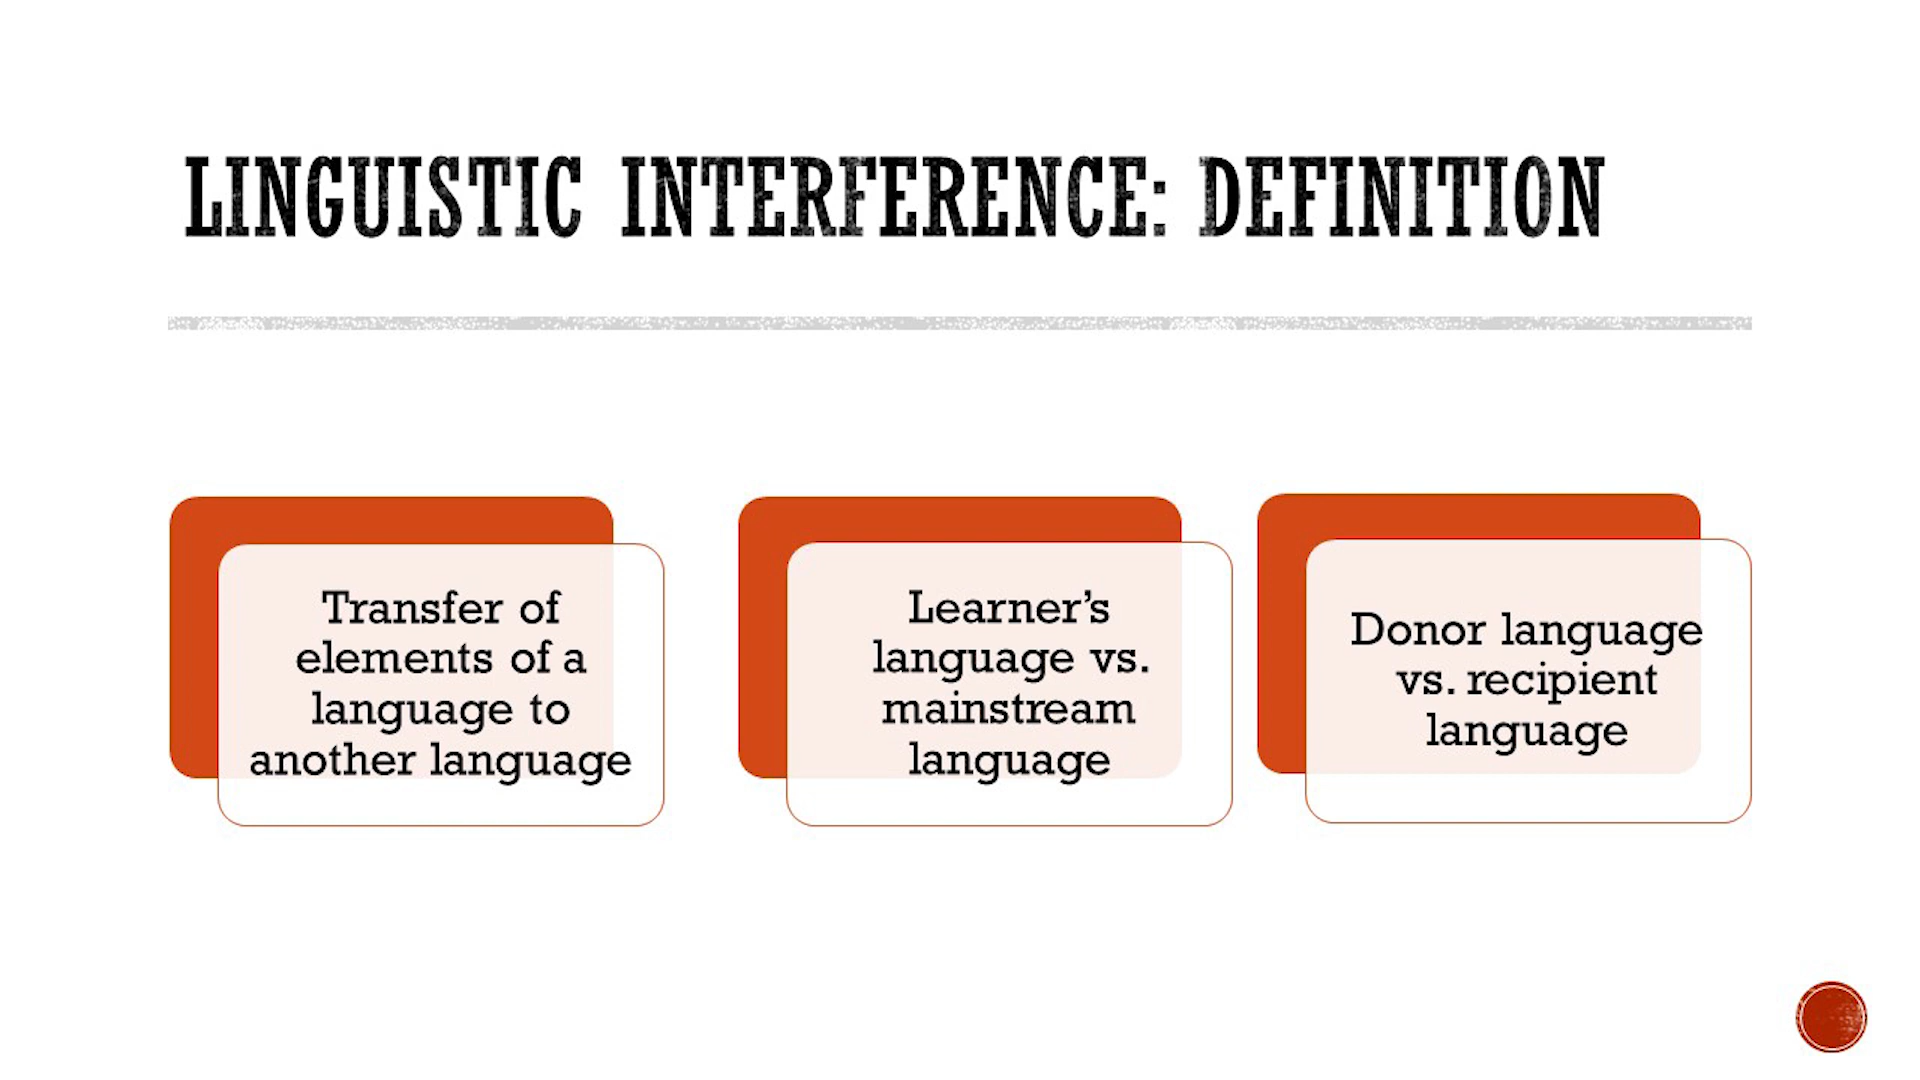 LINGUISTIC INTERFERENCE: DEFINITION
Transfer of
elements of a
language to
another language
Learner’s
language vs.
mainstream
language
Donor language
vs. recipient
language